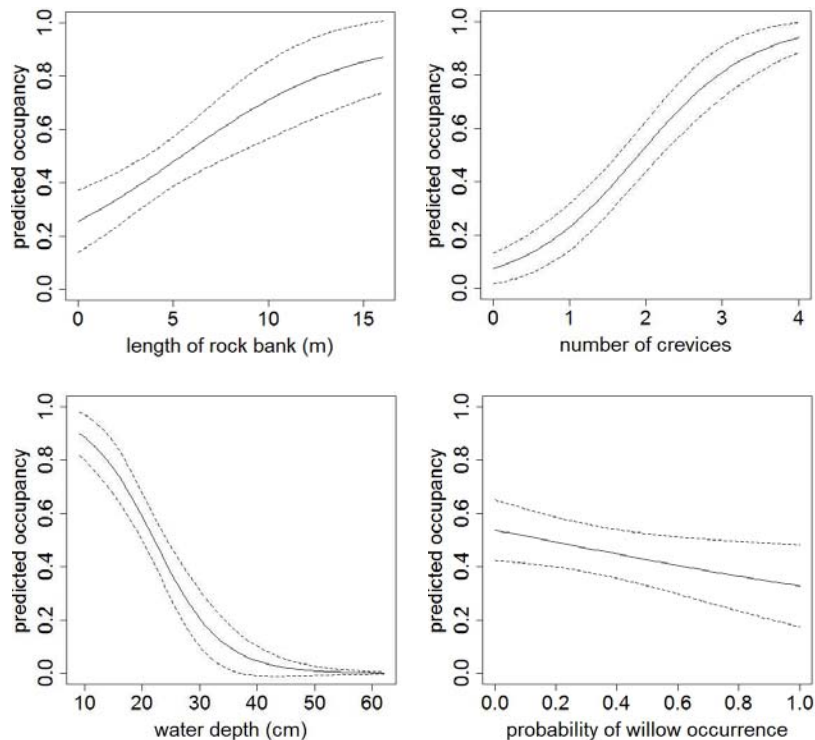 predicted occupancy
1.0
0.8
0.6
0.4
0.2
0.0
0 5 10 15
length of rock bank (m)
predicted occupancy
1.0
0.8
0.6
0.4
0.2
0.0
0 1 2 3 4
number of crevices
predicted occupancy
1.0
0.8
0.6
0.4
0.2
0.0
10 20 30 40 50 60
water depth (cm)
predicted occupancy
1.0
0.8
0.6
0.4
0.2
0.0
0.0 0.2 0.4 0.6 0.8 1.0
probability of willow occurrence